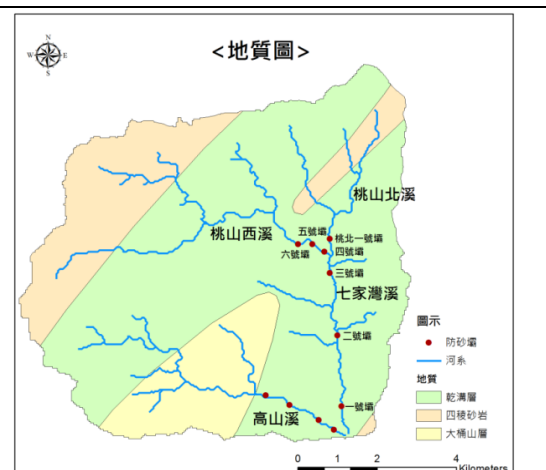 <地質圖>
N
W E
S
桃山北溪
桃山西溪
五號壩
桃北一號壩
六號壩
四號壩
三號壩
七家灣溪
二號壩
一號壩
高山溪
圖示
防砂壩
河系
地質
乾溝層
四稜砂岩
大桶山層
0 1 2 4
Kilometers